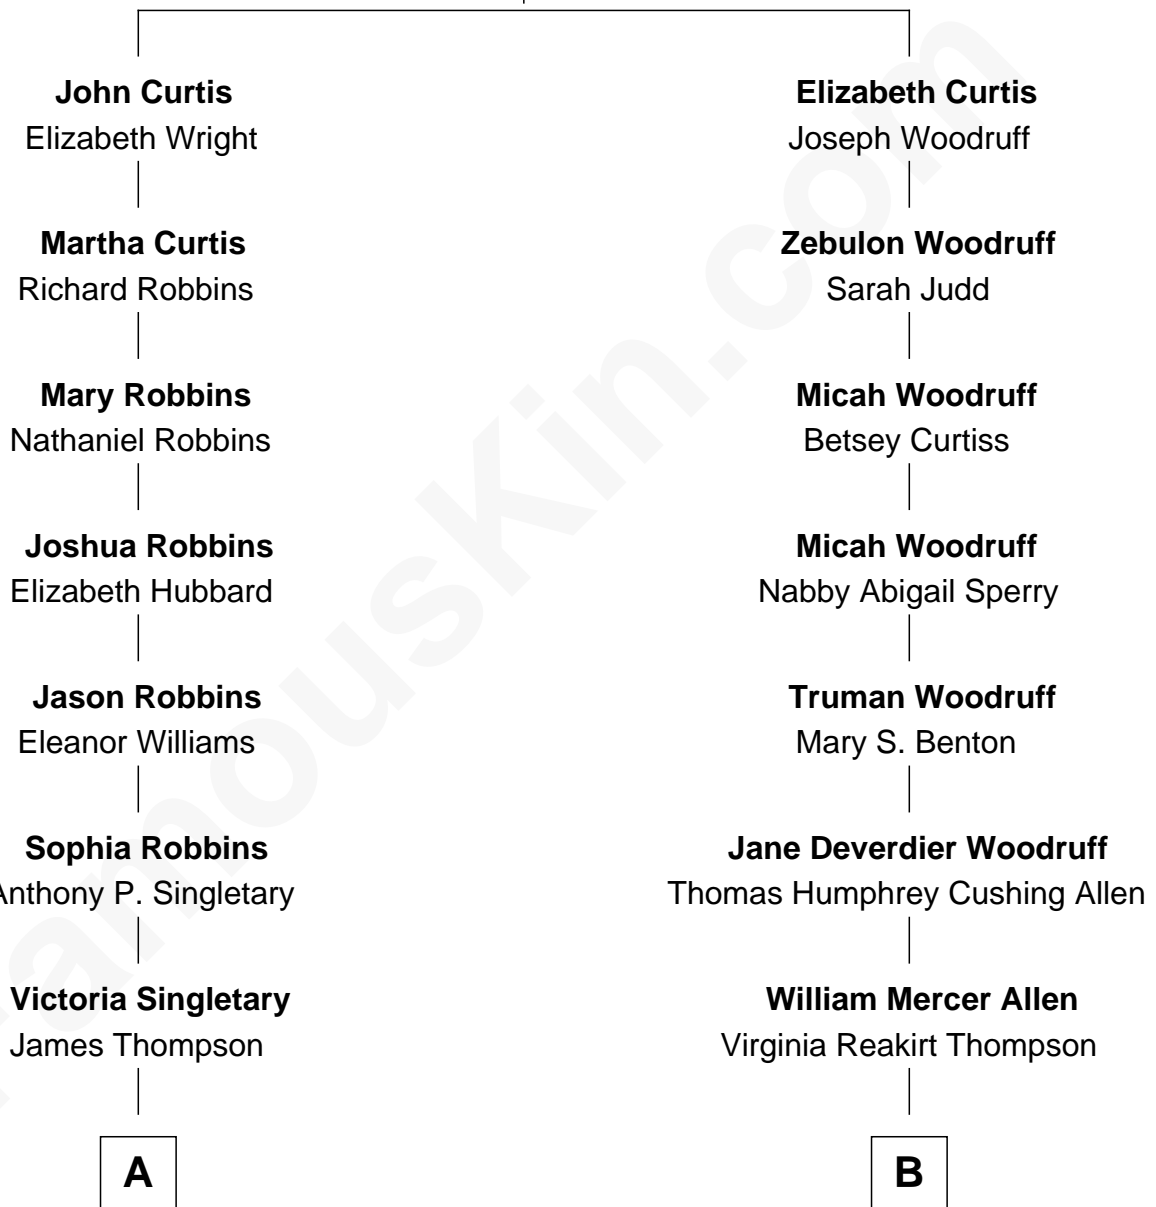 John Curtis
Elizabeth Wright
Martha Curtis
Richard Robbins
Mary Robbins
Nathaniel Robbins
Joshua Robbins
Elizabeth Hubbard
Jason Robbins
Eleanor Williams
Sophia Robbins
Anthony P. Singletary
Victoria Singletary
James Thompson
A
Elizabeth Curtis
Joseph Woodruff
Zebulon Woodruff
Sarah Judd
Micah Woodruff
Betsey Curtiss
Micah Woodruff
Nabby Abigail Sperry
Truman Woodruff
Mary S. Benton
Jane Deverdier Woodruff
Thomas Humphrey Cushing Allen
William Mercer Allen
Virginia Reakirt Thompson
B
FamousKin.com